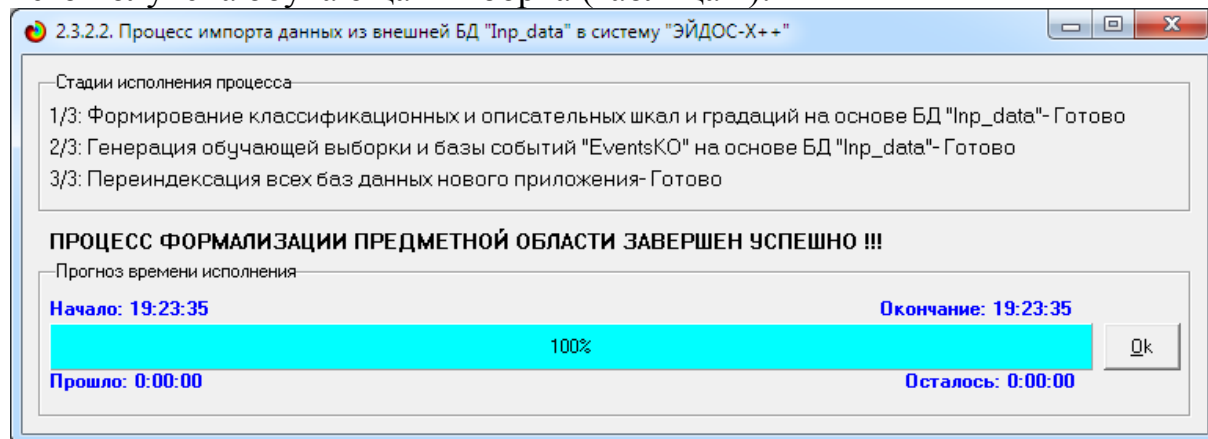 2.3.2.2. Процесс импорта данных из внешней БД "Inp_data" в систему "ЭЙДОС-X++"
Стадии исполнения процесса
1/3: Формирование классификационных и описательных шкал и градаций на основе БД "Inp_data"- Готово
2/3: Генерация обучающей выборки и базы событий "EventsKO" на основе БД "Inp_data"- Готово
3/3: Переиндексация всех баз данных нового приложения- Готово
ПРОЦЕСС ФОРМАЛИЗАЦИИ ПРЕДМЕТНОЙ ОБЛАСТИ ЗАВЕРШЕН УСПЕШНО !!!
Прогноз времени исполнения
Начало: 19:23:35 Окончание: 19:23:35
100% Ok
Прошло: 0:00:00 Осталось: 0:00:00